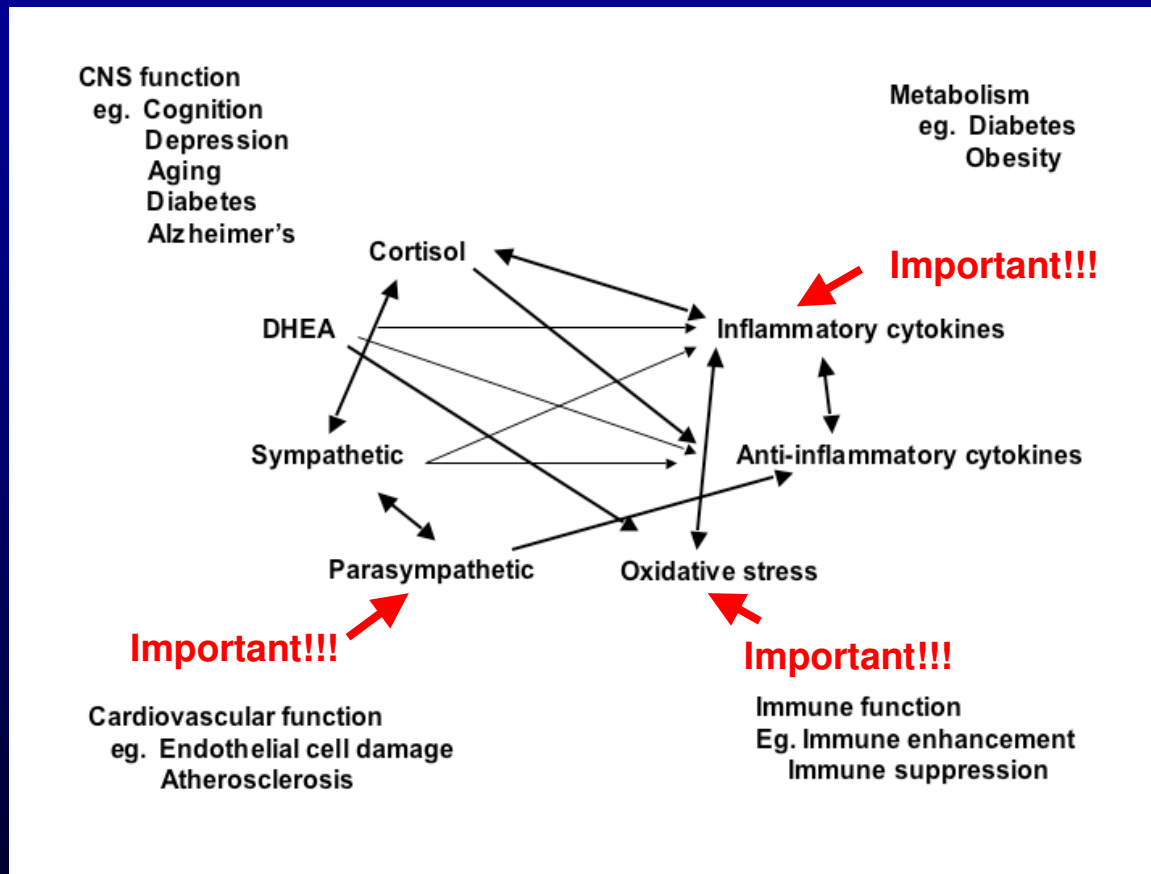 CNS function
eg. Cognition
Depression
Aging
Diabetes
Alzheimer's
Metabolism
eg. Diabetes
Obesity
Cortisol
Important!!!
DHEA
Inflammatory cytokines
Sympathetic
Anti-inflammatory cytokines
Parasympathetic
Oxidative stress
Important!!!
Important!!!
Cardiovascular function
eg. Endothelial cell damage
Atherosclerosis
Immune function
Eg. Immune enhancement
Immune suppression